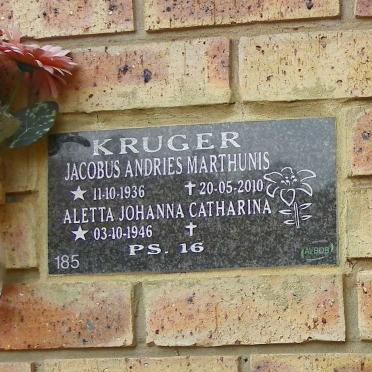 KRUGER
JACOBUS ANDRIES MARTHUNIS
11-10-1936 20-05-2010
ALETTA JOHANNA CATHARINA
03-10-1946
PS. 16
185